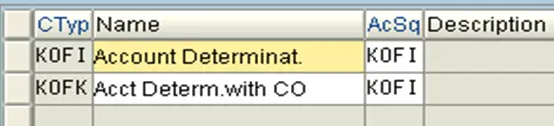 CTyp Name AcSq Description
KOFI Account Determinat. KOFI
KOFK Acct Determ.with CO KOFI